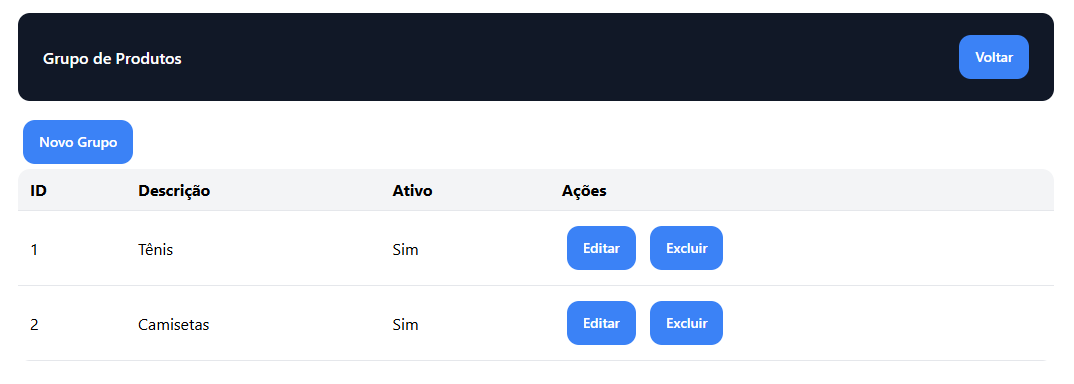 Grupo de Produtos Voltar
Novo Grupo
ID Descrição Ativo Ações
1 Tênis Sim Editar Excluir
2 Camisetas Sim Editar Excluir